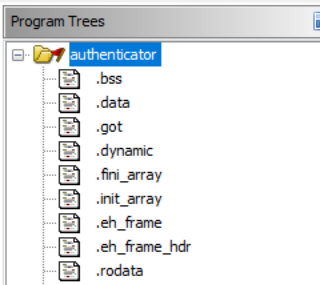 Program Trees
authenticator
.bss
.data
.got
.dynamic
.fini_array
.init_array
.eh_frame
.eh_frame_hdr
.rodata